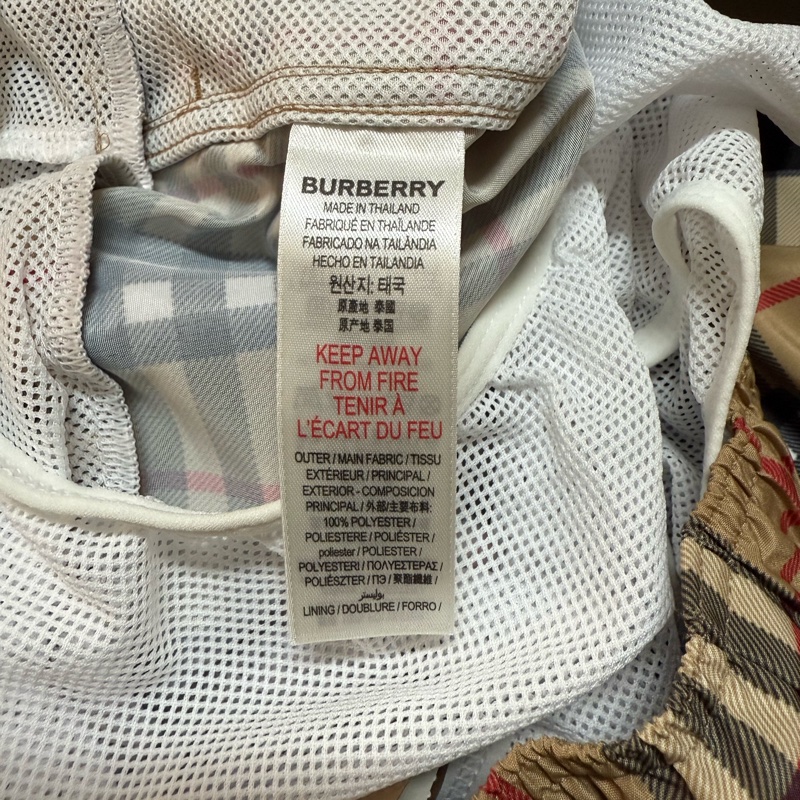 BURBERRY
MADE IN THAILAND
FABRIQUÉ EN THAÏLANDE
FABRICADO NA TAILÂNDIA
HECHO EN TAILANDIA
원산지: 태국
原產地 泰國
原产地 泰国
KEEP AWAY
FROM FIRE
TENIR À
L'ÉCART DU FEU
OUTER / MAIN FABRIC / TISSU
EXTÉRIEUR / PRINCIPAL /
EXTERIOR - COMPOSICION
PRINCIPAL / 外部/主要布料:
100% POLYESTER /
POLIESTERE / POLIÉSTER /
poliester / POLIESTER /
POLYESTERI / ΠΟΛΥΕΣΤΕΡΑΣ /
POLIÉSZTER / ПЭ / 聚酯纖維 /
بوليستر
LINING / DOUBLURE / FORRO /